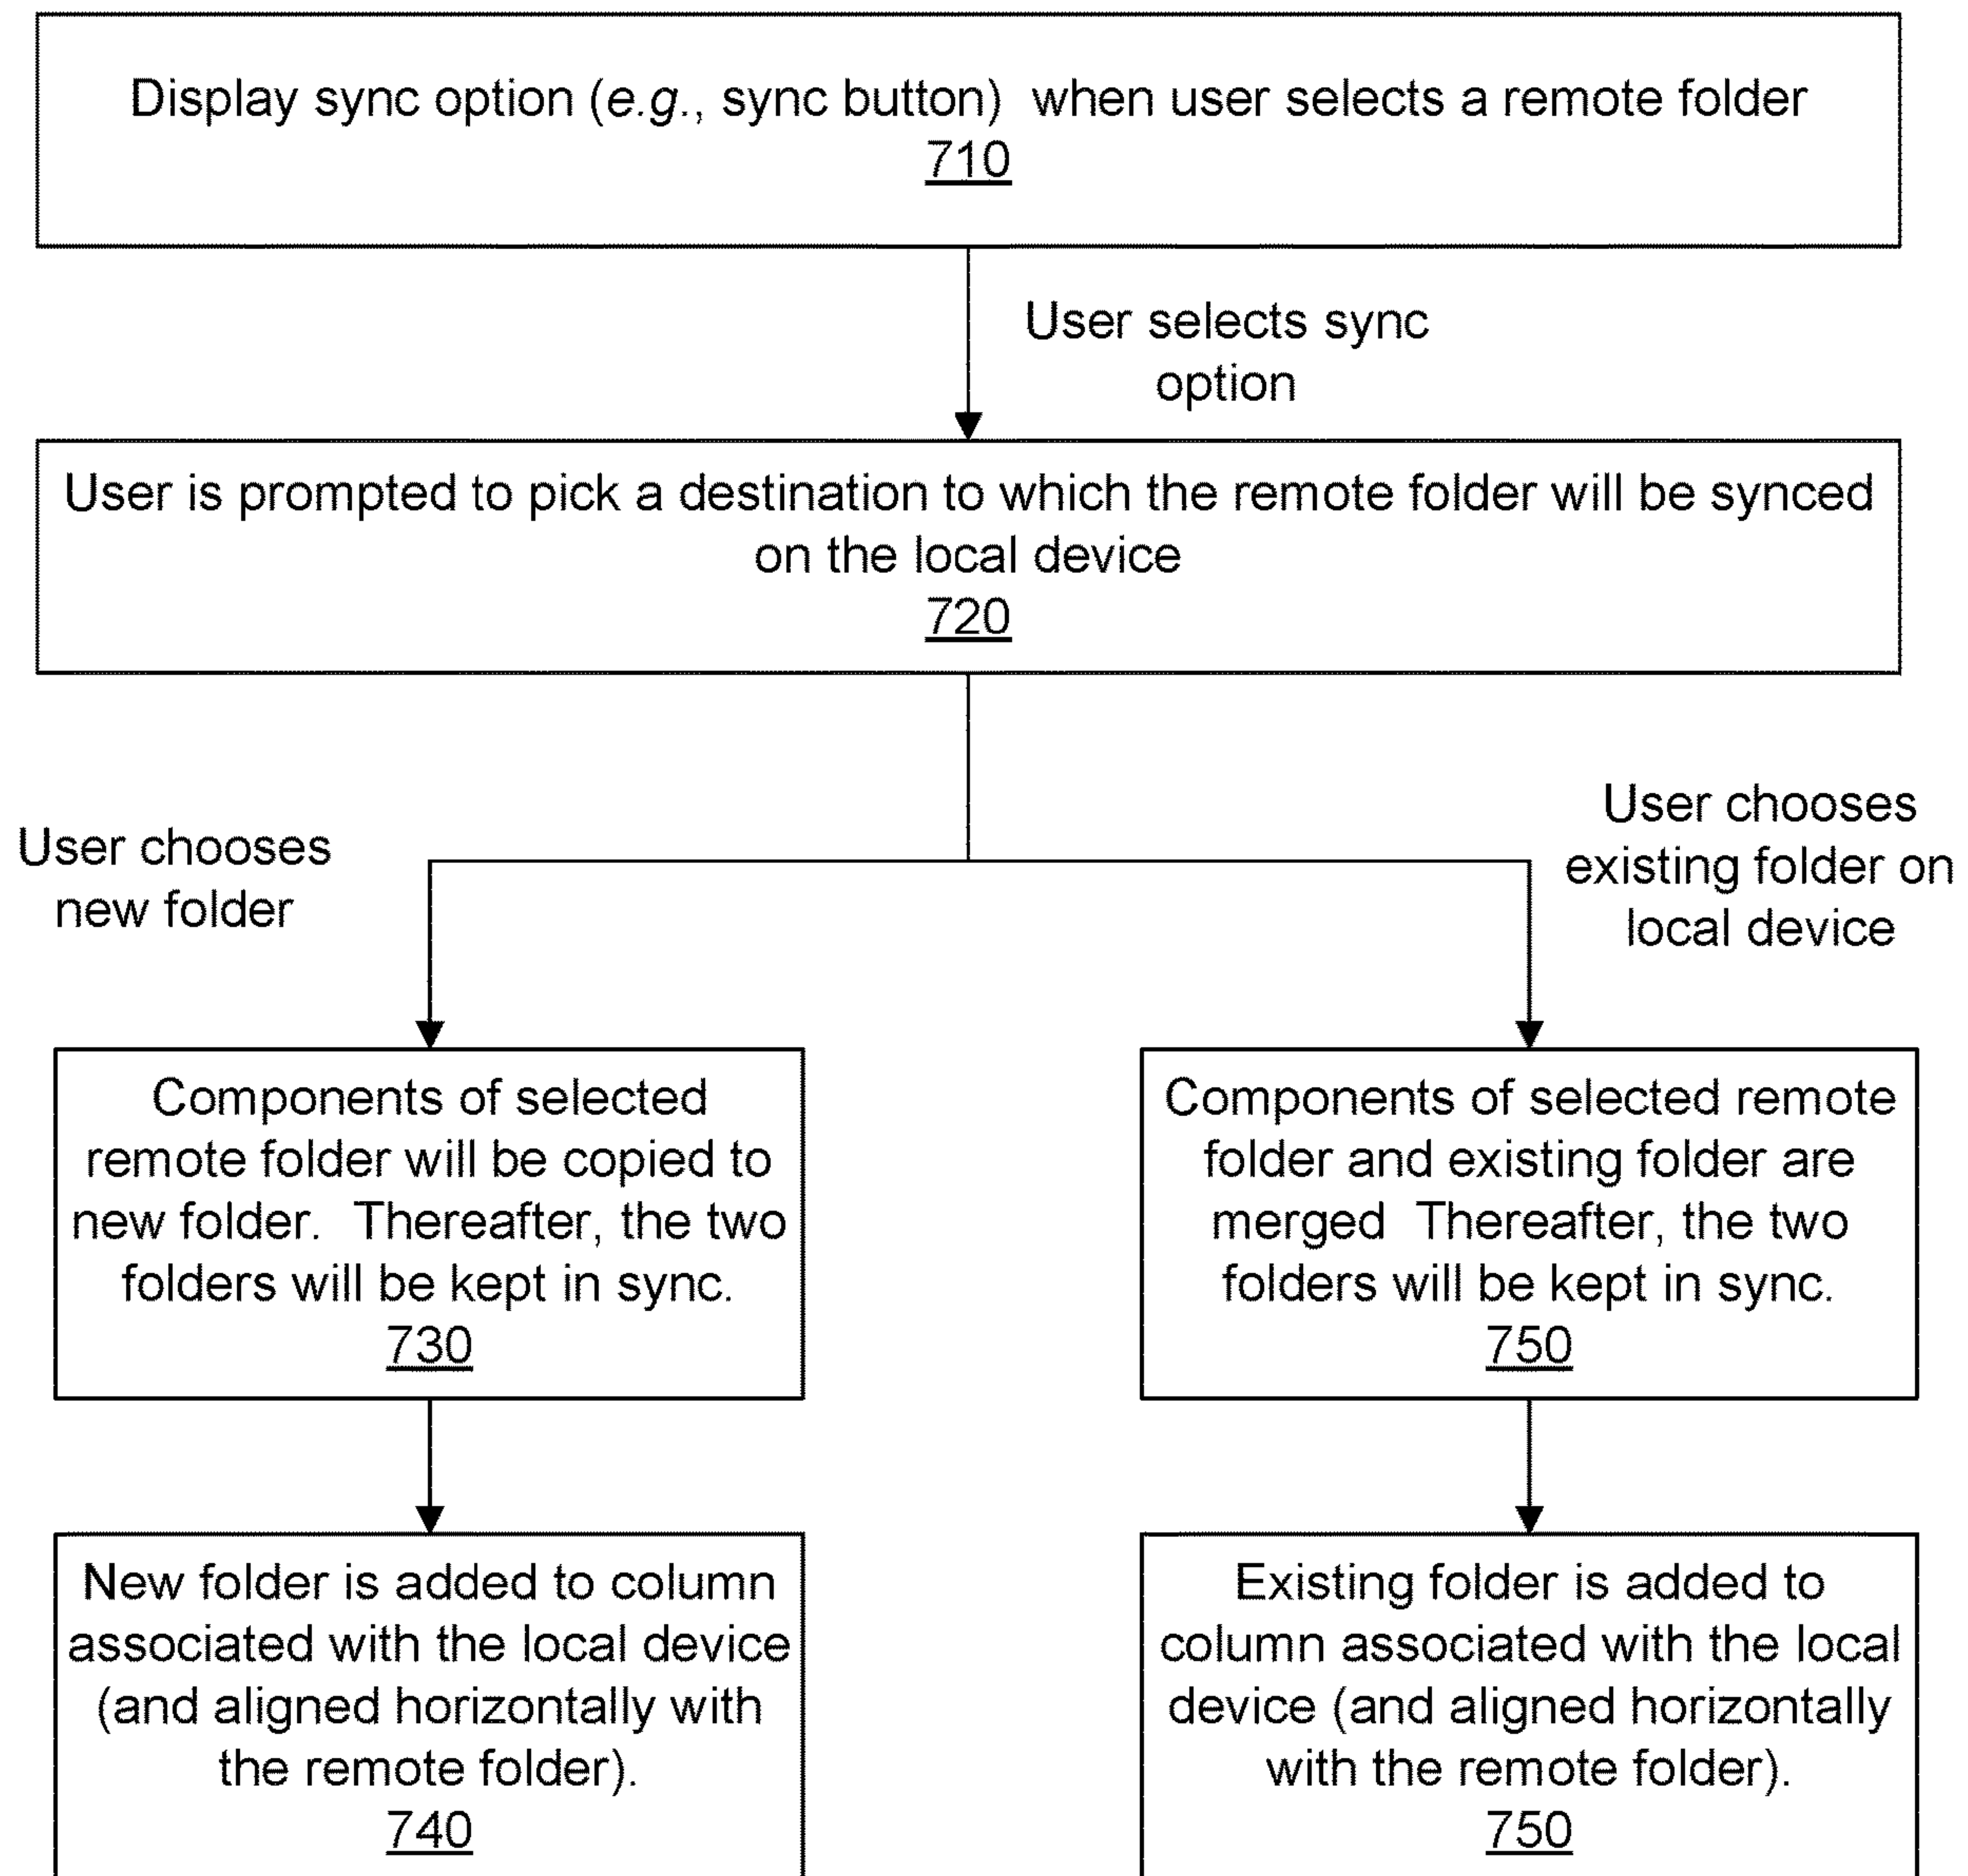 Display sync option (e.g., sync button) when user selects a remote folder
710
User selects sync
option
User is prompted to pick a destination to which the remote folder will be synced
on the local device
720
User chooses
new folder
User chooses
existing folder on
local device
Components of selected
remote folder will be copied to
new folder. Thereafter, the two
folders will be kept in sync.
730
Components of selected remote
folder and existing folder are
merged Thereafter, the two
folders will be kept in sync.
750
New folder is added to column
associated with the local device
(and aligned horizontally with
the remote folder).
740
Existing folder is added to
column associated with the local
device (and aligned horizontally
with the remote folder).
750